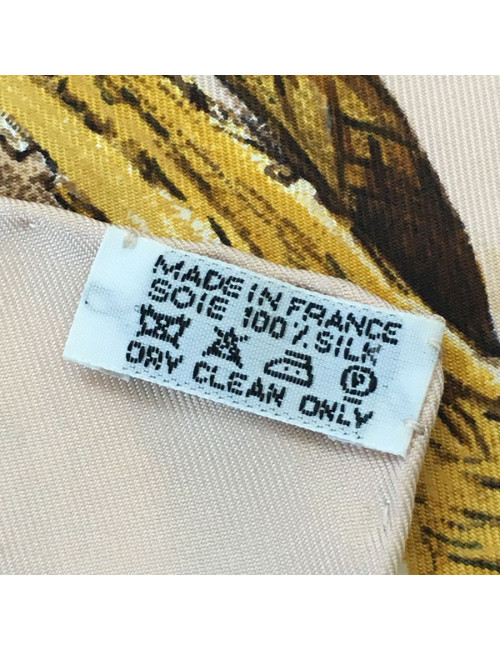 MADE IN FRANCE
SOIE 100% SILK
P
DRY CLEAN ONLY